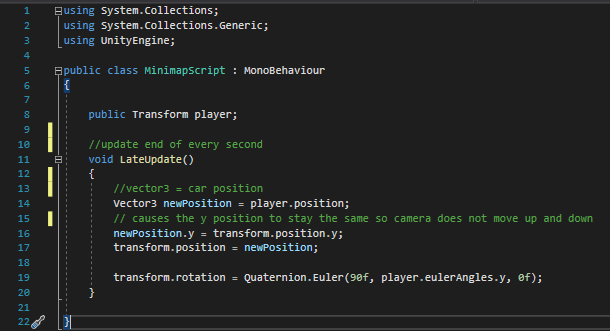 1 using System.Collections;
2 using System.Collections.Generic;
3 using UnityEngine;
4
5 public class MinimapScript : MonoBehaviour
6 {
7
8 public Transform player;
9
10 //update end of every second
11 void LateUpdate()
12 {
13 //vector3 = car position
14 Vector3 newPosition = player.position;
15 // causes the y position to stay the same so camera does not move up and down
16 newPosition.y = transform.position.y;
17 transform.position = newPosition;
18
19 transform.rotation = Quaternion.Euler(90f, player.eulerAngles.y, 0f);
20 }
21
22 }